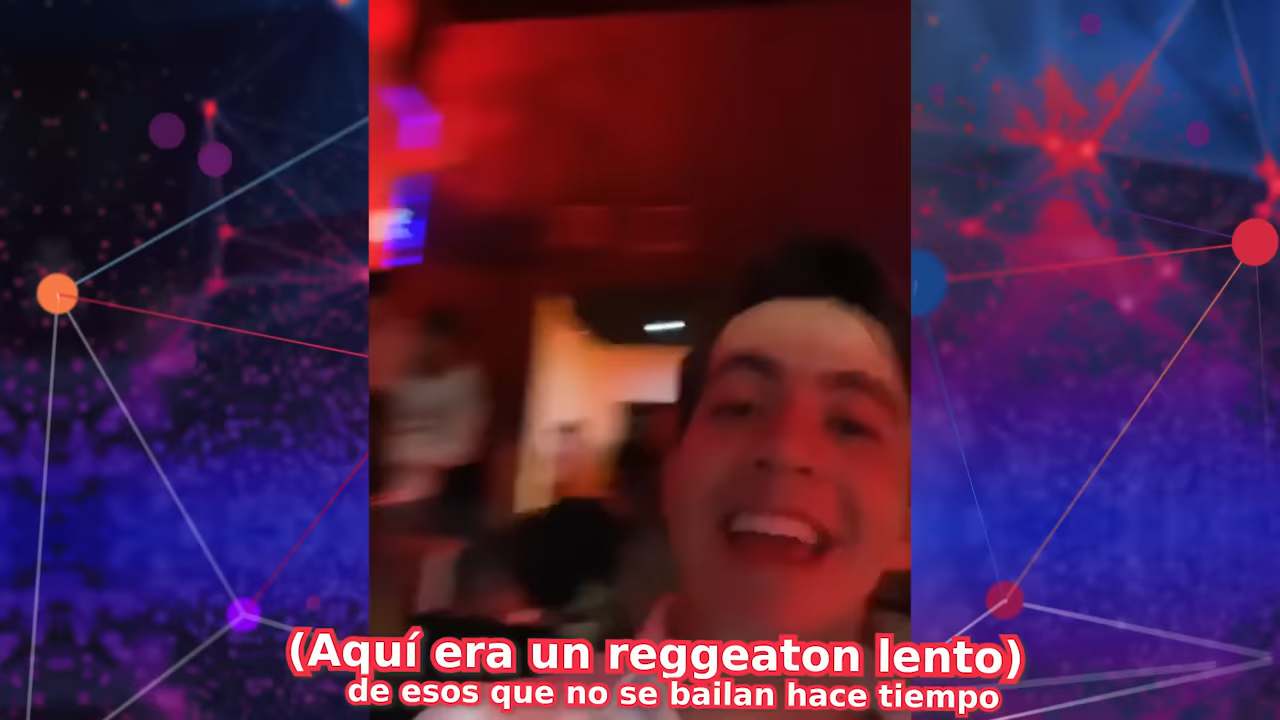 (Aquí era un reggeaton lento)
de esos que no se bailan hace tiempo